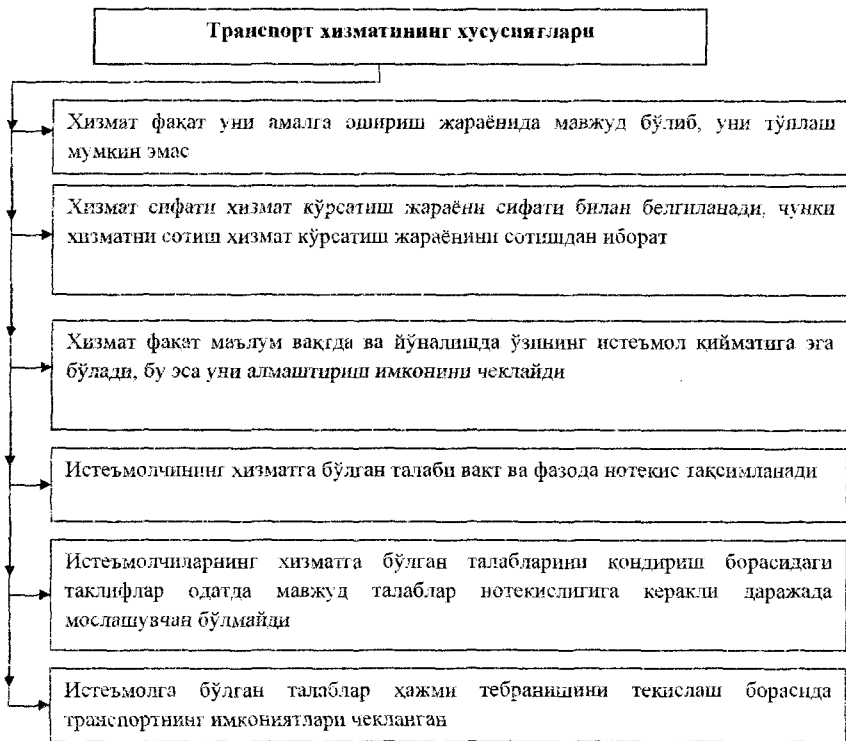 Транспорт хизматининг хусусиятлари
Хизмат фақат уни амалга ошириш жараёнида мавжуд бўлиб, уни тўплаш
мумкин эмас
Хизмат сифати хизмат кўрсатиш жараёни сифати билан белгиланади, чунки
хизматни сотиш хизмат кўрсатиш жараёнини сотишдан иборат
Хизмат фақат маълум вақтда ва йўналишда ўзининг истеъмол қийматига эга
бўлади, бу эса уни алмаштириш имконини чеклайди
Истеъмолчининг хизматга бўлган талаби вакт ва фазода нотекис тақсимланади
Истеъмолчиларнинг хизматга бўлган талабларини қондириш борасидаги
таклифлар одатда мавжуд талаблар нотекислигига керакли даражада
мослашувчан бўлмайди
Истеъмолга бўлган талаблар ҳажми тебранишини текислаш борасида
транспортнинг имкониятлари чекланган